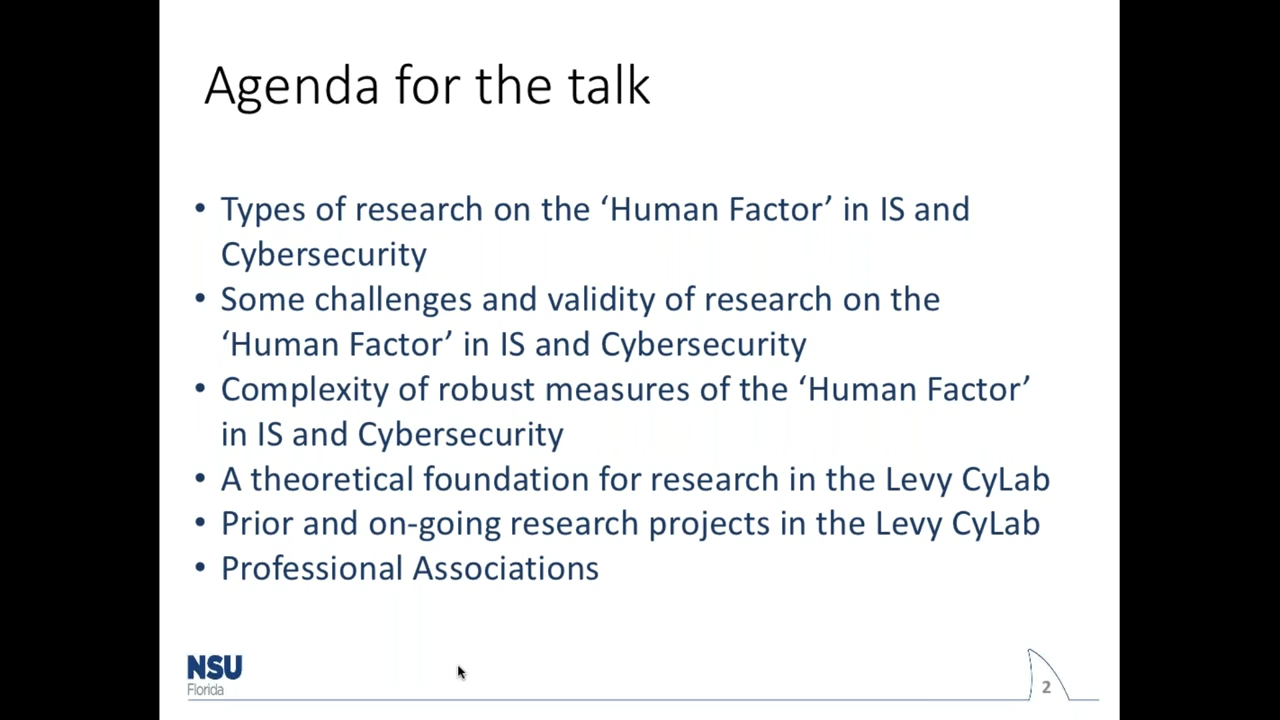 Agenda for the talk
• Types of research on the ‘Human Factor’ in IS and
Cybersecurity
• Some challenges and validity of research on the
‘Human Factor’ in IS and Cybersecurity
• Complexity of robust measures of the ‘Human Factor’
in IS and Cybersecurity
• A theoretical foundation for research in the Levy CyLab
• Prior and on-going research projects in the Levy CyLab
• Professional Associations
NSU
Florida
2